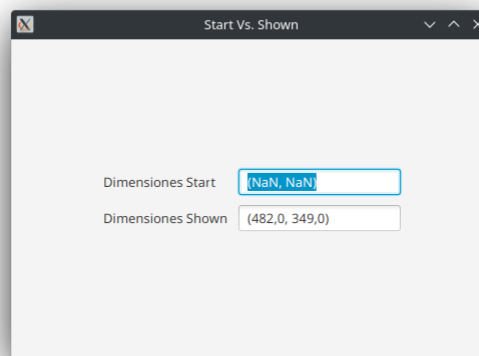 Start Vs. Shown
Dimensiones Start (NaN, NaN)
Dimensiones Shown (482,0, 349,0)